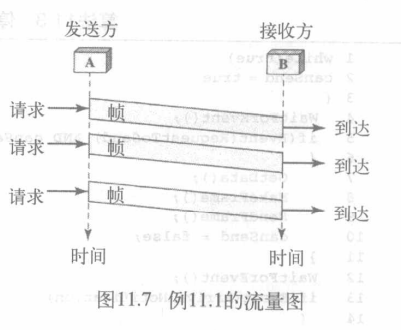 发送方 接收方
A B
请求 帧 到达
请求 帧 到达
请求 帧 到达
时间 时间
图11.7 例11.1的流量图